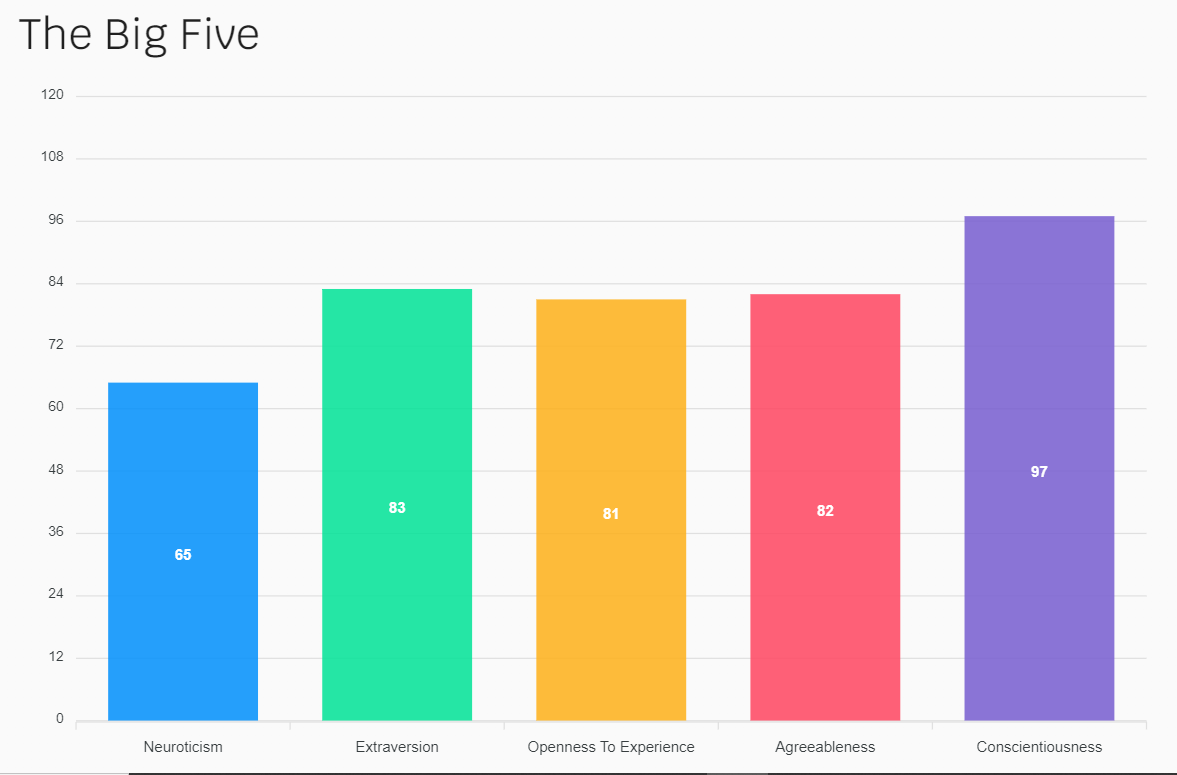 The Big Five
120
108
96
84
72
60
48
36
24
12
0
65
83
81
82
97
Neuroticism
Extraversion
Openness To Experience
Agreeableness
Conscientiousness